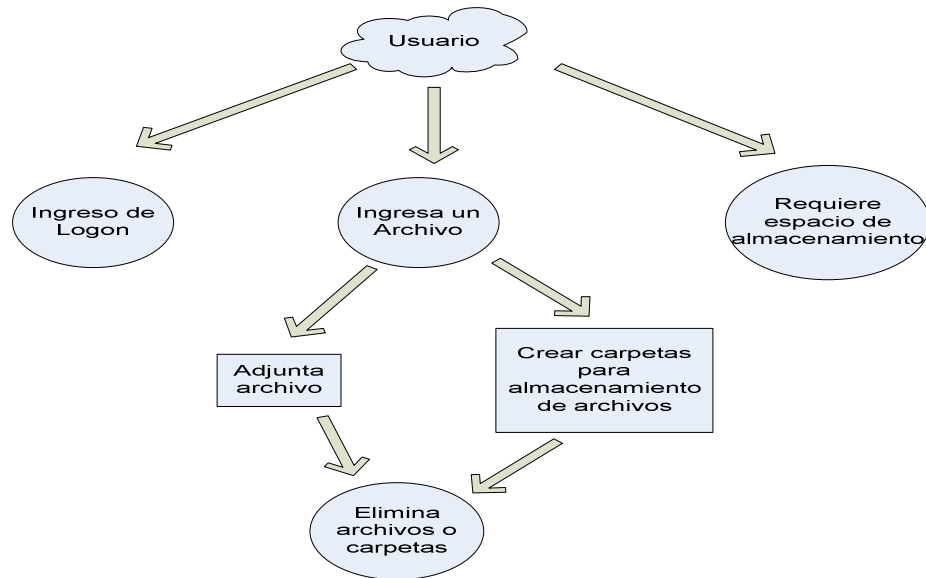 Usuario
Ingreso de
Logon
Ingresa un
Archivo
Requiere
espacio de
almacenamiento
Adjunta
archivo
Crear carpetas
para
almacenamiento
de archivos
Elimina
archivos o
carpetas